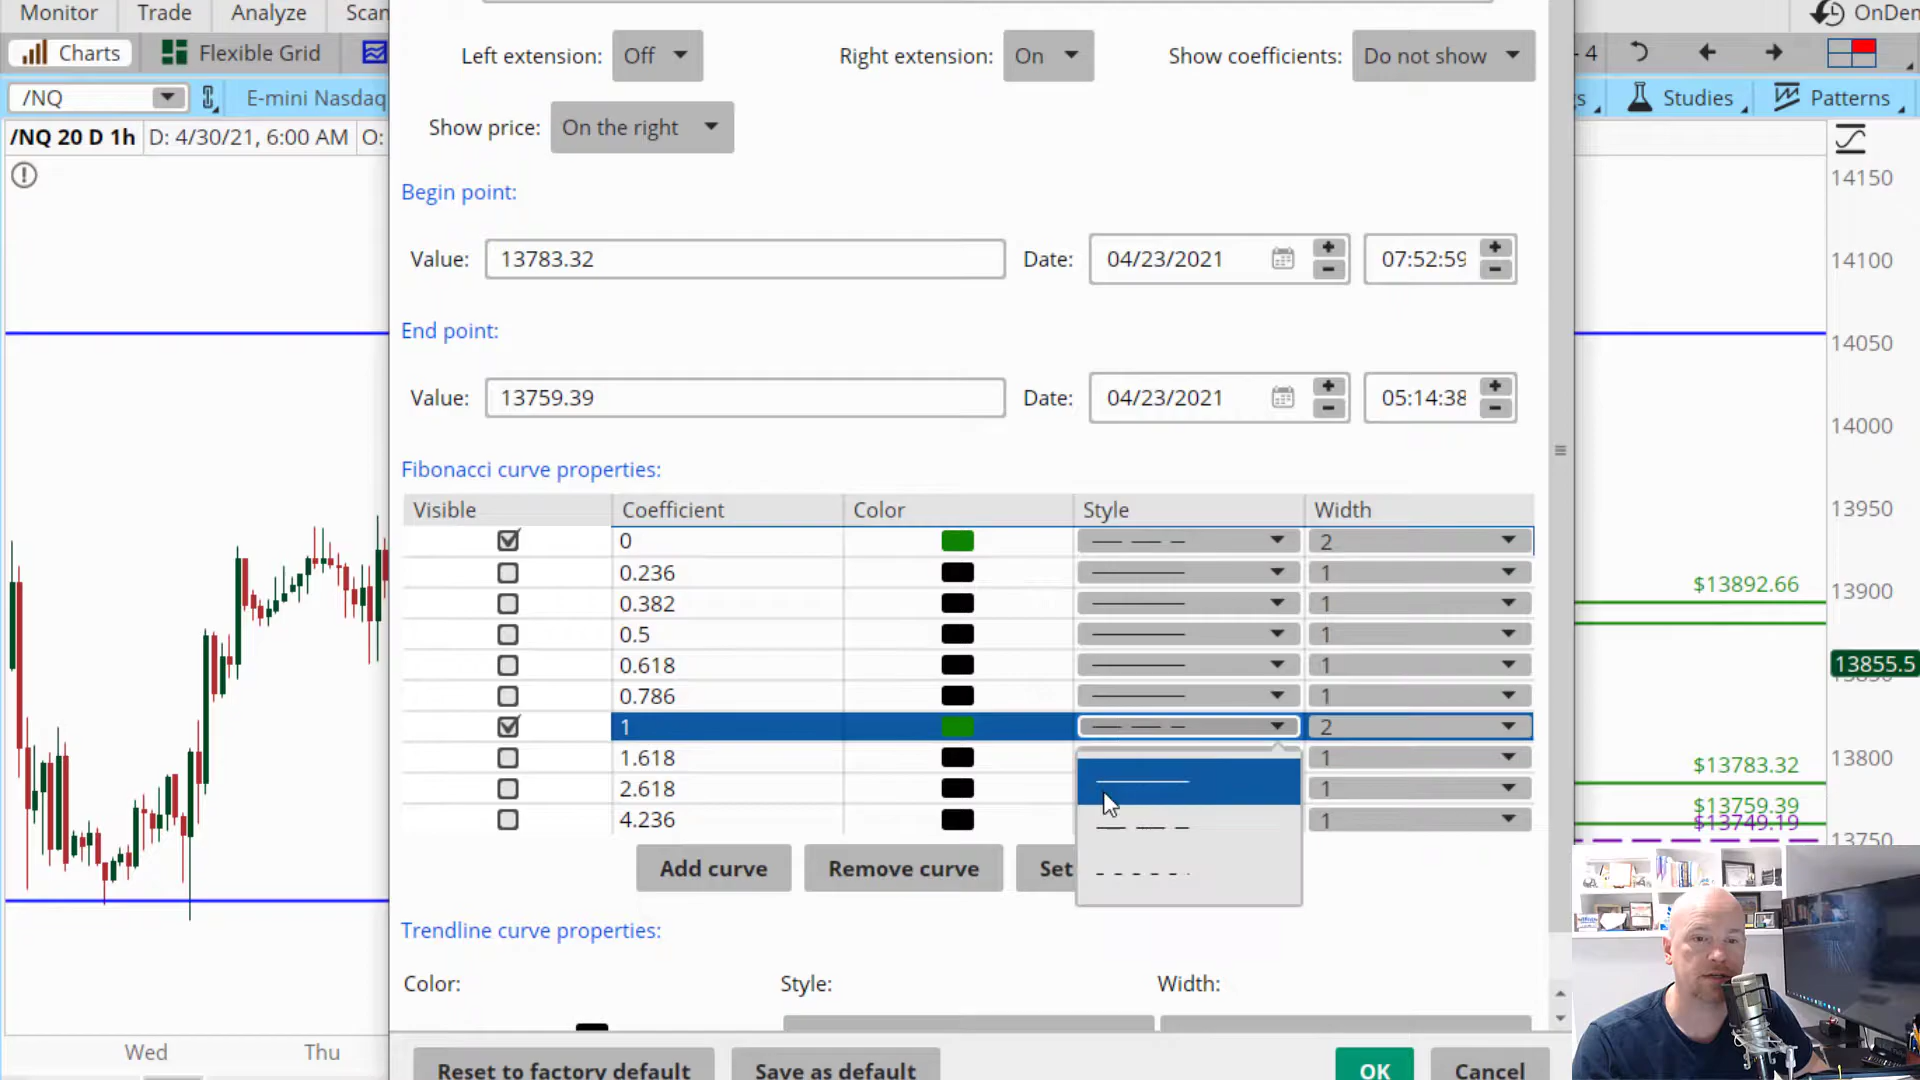 Monitor Trade Analyze Scan OnDem
Charts Flexible Grid - 4
/NQ E-mini Nasdaq Studies Patterns
/NQ 20 D 1h D: 4/30/21, 6:00 AM O:
Left extension: Off Right extension: On Show coefficients: Do not show
Show price: On the right
Begin point:
Value: 13783.32 Date: 04/23/2021 07:52:59
End point:
Value: 13759.39 Date: 04/23/2021 05:14:38
Fibonacci curve properties:
Visible Coefficient Color Style Width
0 2
0.236 1
0.382 1
0.5 1
0.618 1
0.786 1
1 2
1.618 1
2.618 1
4.236 1
Add curve Remove curve Set
Trendline curve properties:
Color: Style: Width:
Reset to factory default Save as default OK Cancel
Wed Thu
14150
14100
14050
14000
13950
$13892.66 13900
13855.5
$13783.32 13800
$13759.39
$13749.19 13750